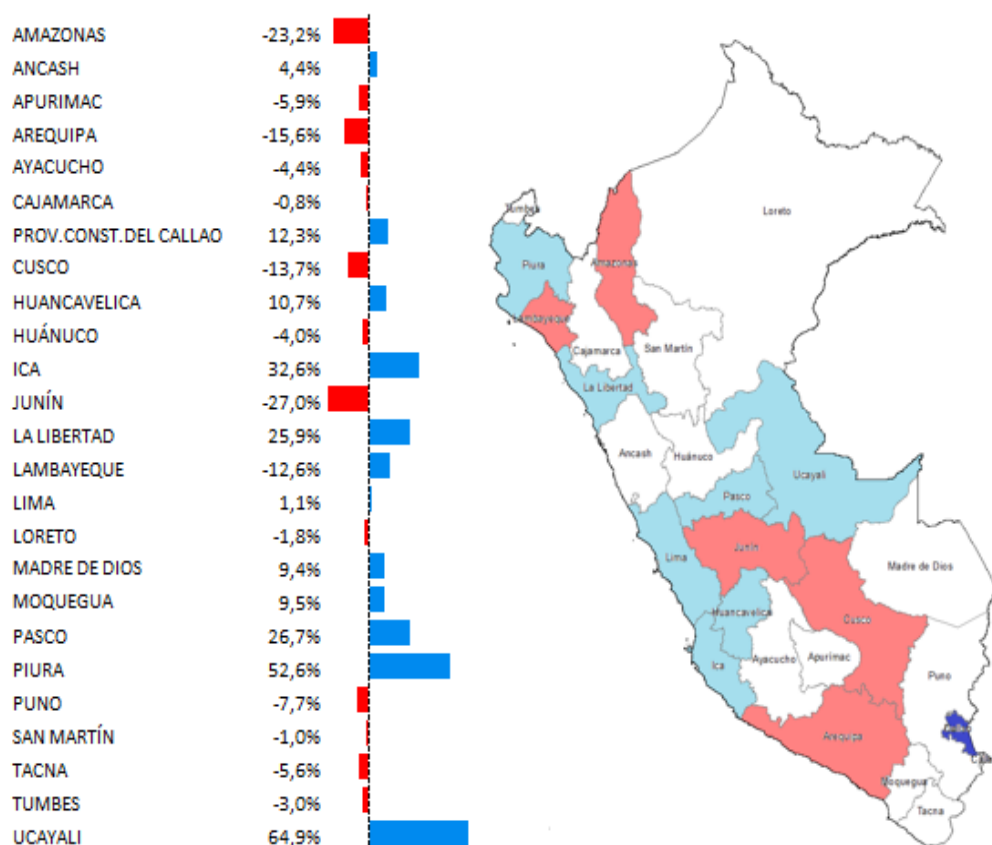 AMAZONAS -23,2%
ANCASH 4,4%
APURIMAC -5,9%
AREQUIPA -15,6%
AYACUCHO -4,4%
CAJAMARCA -0,8%
PROV.CONST.DEL CALLAO 12,3%
CUSCO -13,7%
HUANCAVELICA 10,7%
HUÁNUCO -4,0%
ICA 32,6%
JUNÍN -27,0%
LA LIBERTAD 25,9%
LAMBAYEQUE -12,6%
LIMA 1,1%
LORETO -1,8%
MADRE DE DIOS 9,4%
MOQUEGUA 9,5%
PASCO 26,7%
PIURA 52,6%
PUNO -7,7%
SAN MARTÍN -1,0%
TACNA -5,6%
TUMBES -3,0%
UCAYALI 64,9%
Tumbes
Loreto
Piura
Amazonas
Lambayeque
Cajamarca
San Martín
La Libertad
Ancash
Huánuco
Ucayali
Pasco
Lima
Junín
Madre de Dios
Huancavelica
Cusco
Ica
Ayacucho
Apurímac
Puno
Arequipa
Moquegua
Tacna